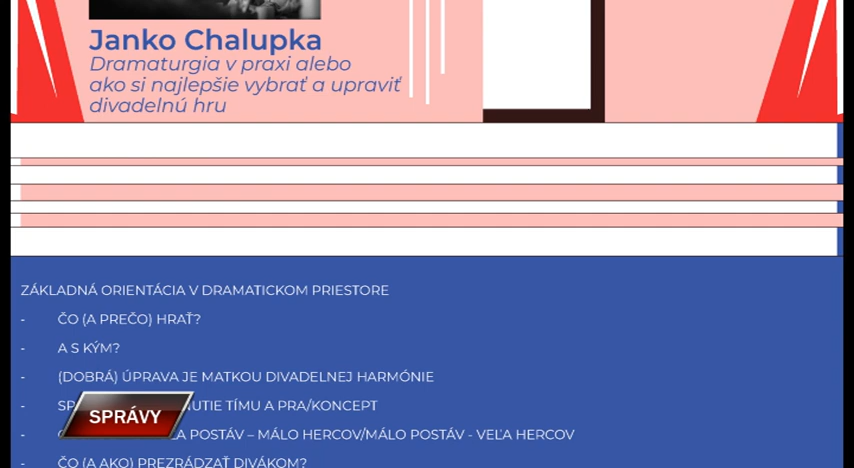 Janko Chalupka
Dramaturgia v praxi alebo
ako si najlepšie vybrať a upraviť
divadelnú hru
ZÁKLADNÁ ORIENTÁCIA V DRAMATICKOM PRIESTORE
- ČO (A PREČO) HRAŤ?
- A S KÝM?
- (DOBRÁ) ÚPRAVA JE MATKOU DIVADELNEJ HARMÓNIE
- TÍMU A PRA/KONCEPT
SPRÁVY
- POSTÁV – MÁLO HERCOV/MÁLO POSTÁV - VEĽA HERCOV
- ČO (A AKO) PREZRÁDZAŤ DIVÁKOM?